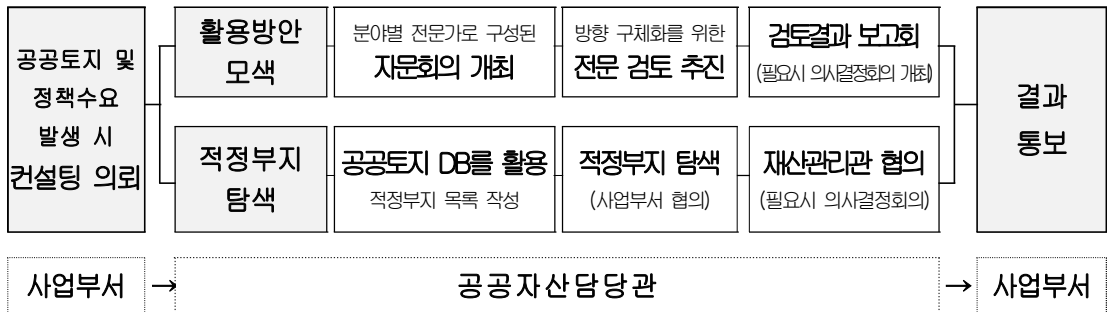 공공토지 및
정책수요
발생 시
컨설팅 의뢰
활용방안
모색
분야별 전문가로 구성된
자문회의 개최
방향 구체화를 위한
전문 검토 추진
검토결과 보고회
(필요시 의사결정회의 개최)
적정부지
탐색
공공토지 DB를 활용
적정부지 목록 작성
적정부지 탐색
(사업부서 협의)
재산관리관 협의
(필요시 의사결정회의)
결과
통보
사업부서 → 공공자산담당관 → 사업부서